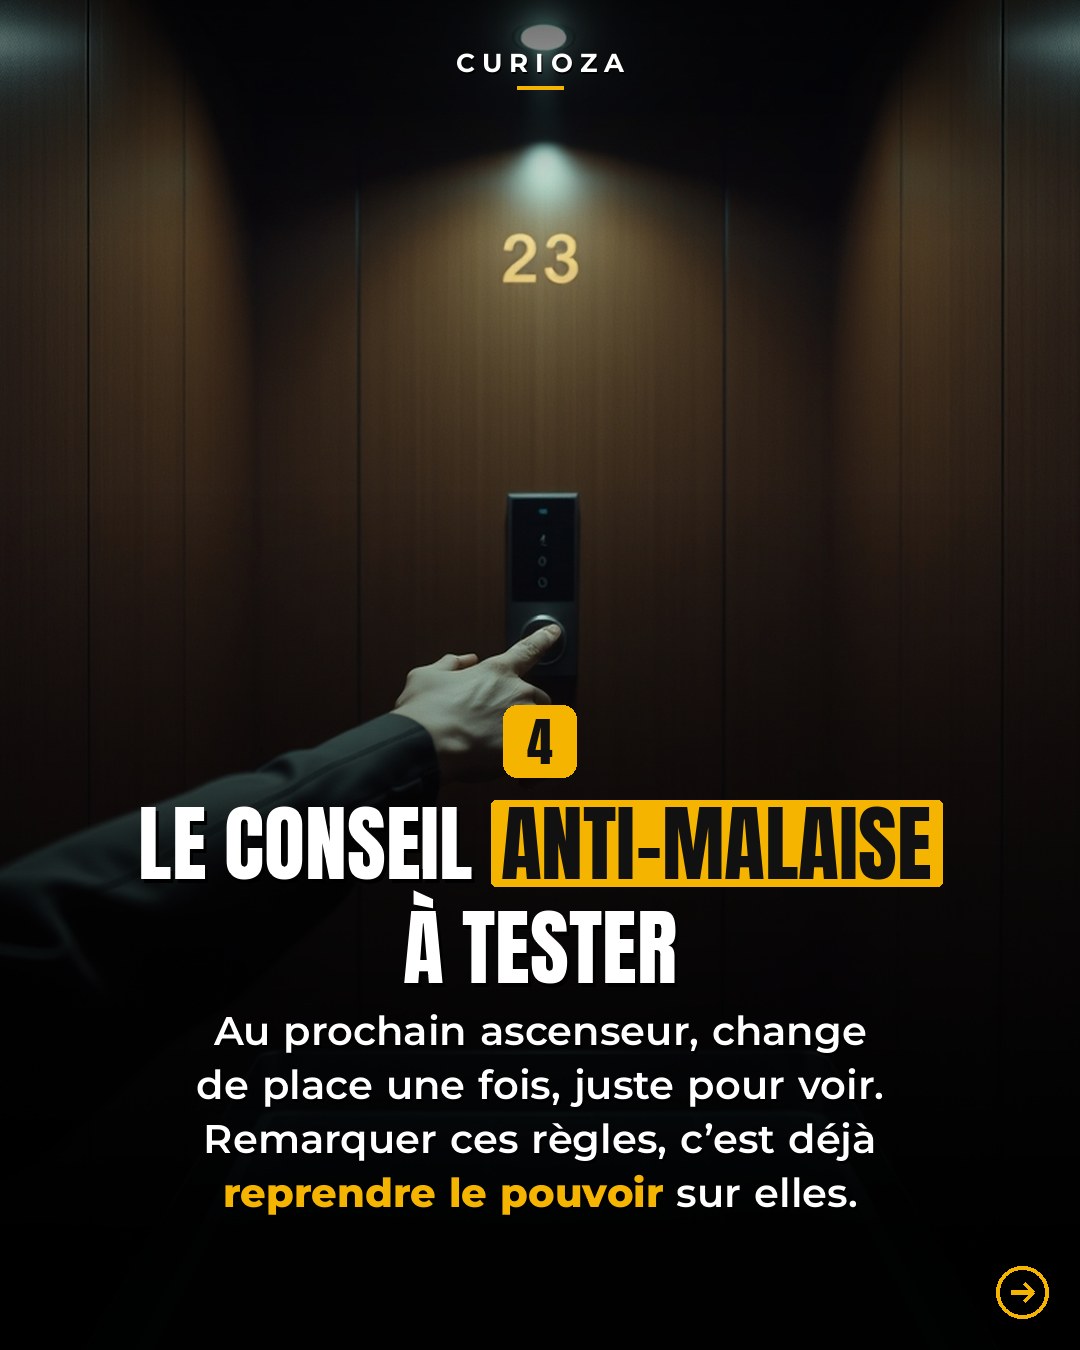 CURIOZA
23
4
LE CONSEIL ANTI-MALAISE
À TESTER
Au prochain ascenseur, change
de place une fois, juste pour voir.
Remarquer ces règles, c’est déjà
reprendre le pouvoir sur elles.